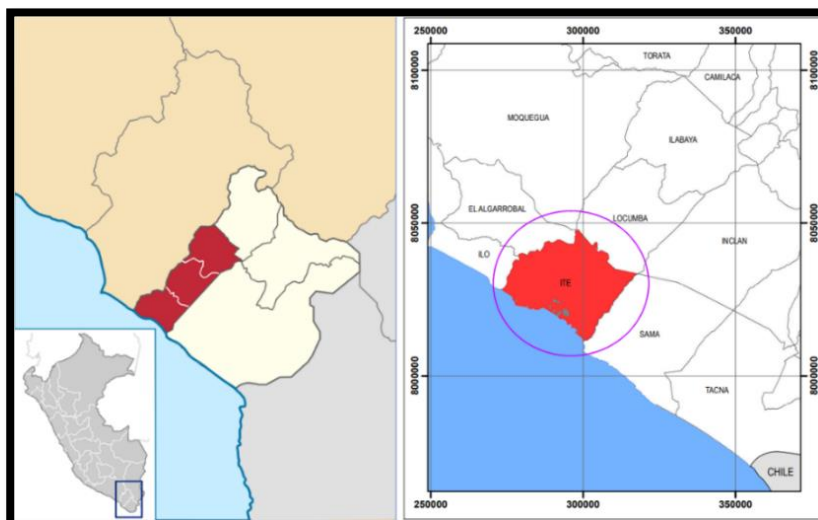 250000
300000
350000
8100000
8100000
TORATA
CAMILACA
MOQUEGUA
ILABAYA
EL ALGARROBAL
LOCUMBA
8050000
8050000
INCLAN
ILO
ITE
SAMA
8000000
8000000
TACNA
CHILE
250000
300000
350000